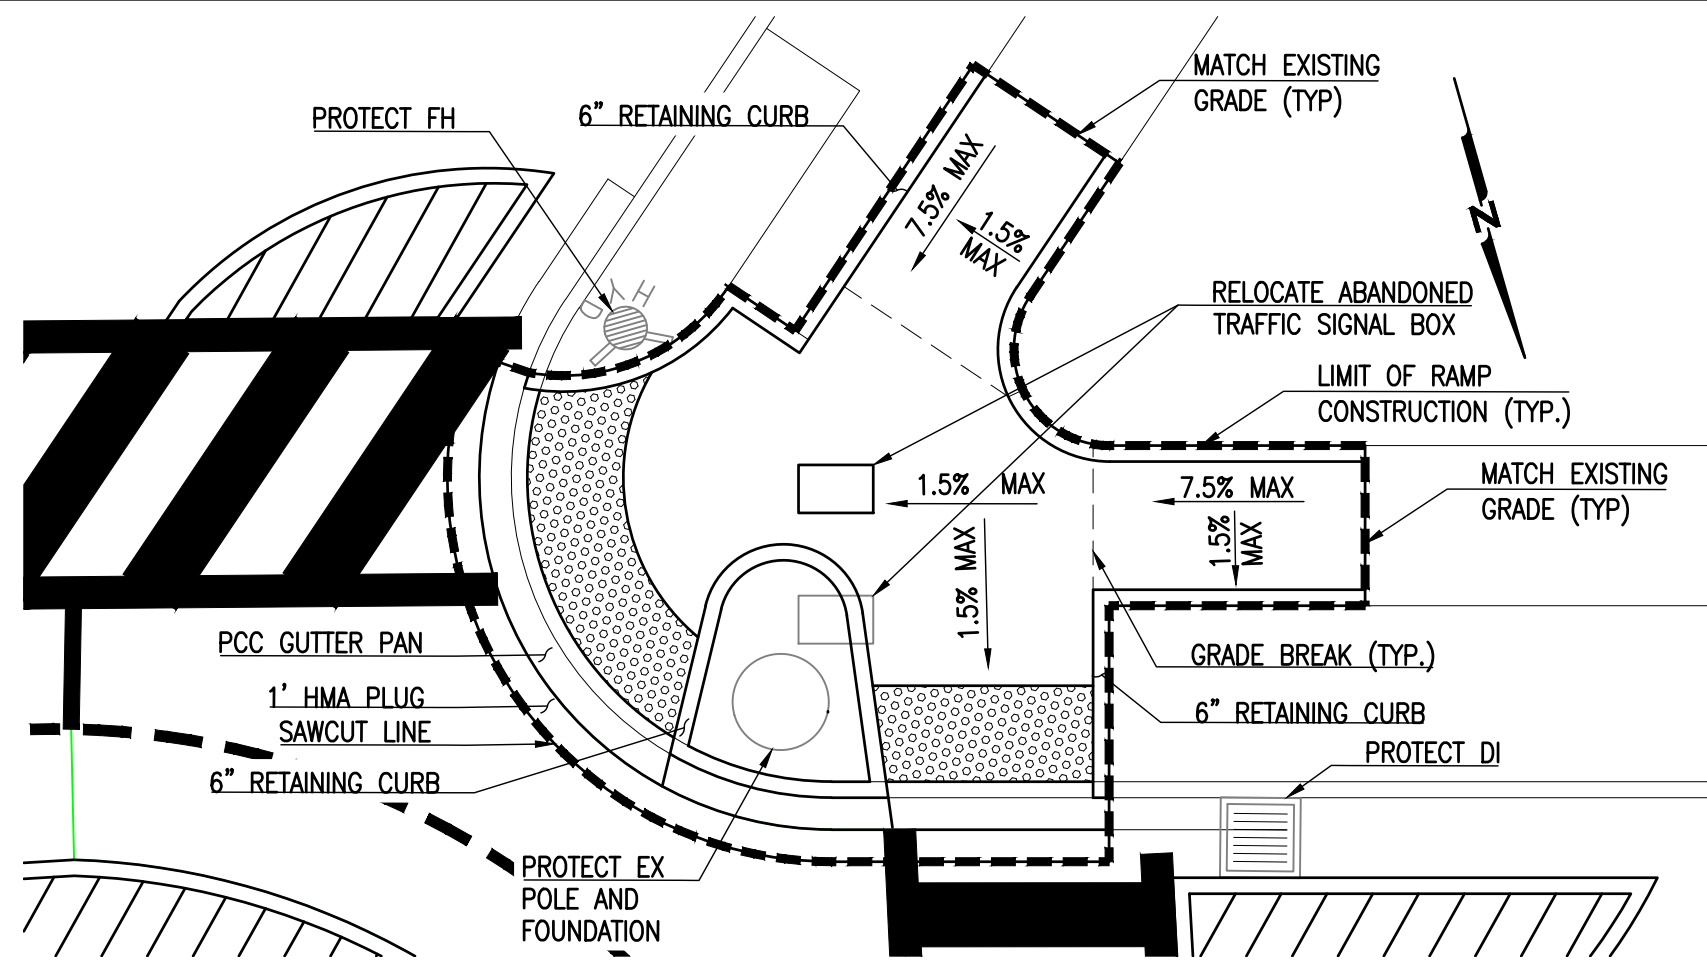 MATCH EXISTING
GRADE (TYP)
PROTECT FH
6" RETAINING CURB
7.5% MAX
1.5%
MAX
N
HYD
RELOCATE ABANDONED
TRAFFIC SIGNAL BOX
LIMIT OF RAMP
CONSTRUCTION (TYP.)
MATCH EXISTING
GRADE (TYP)
1.5% MAX
7.5% MAX
1.5%
MAX
1.5% MAX
PCC GUTTER PAN
GRADE BREAK (TYP.)
1' HMA PLUG
SAWCUT LINE
6" RETAINING CURB
6" RETAINING CURB
PROTECT DI
PROTECT EX
POLE AND
FOUNDATION